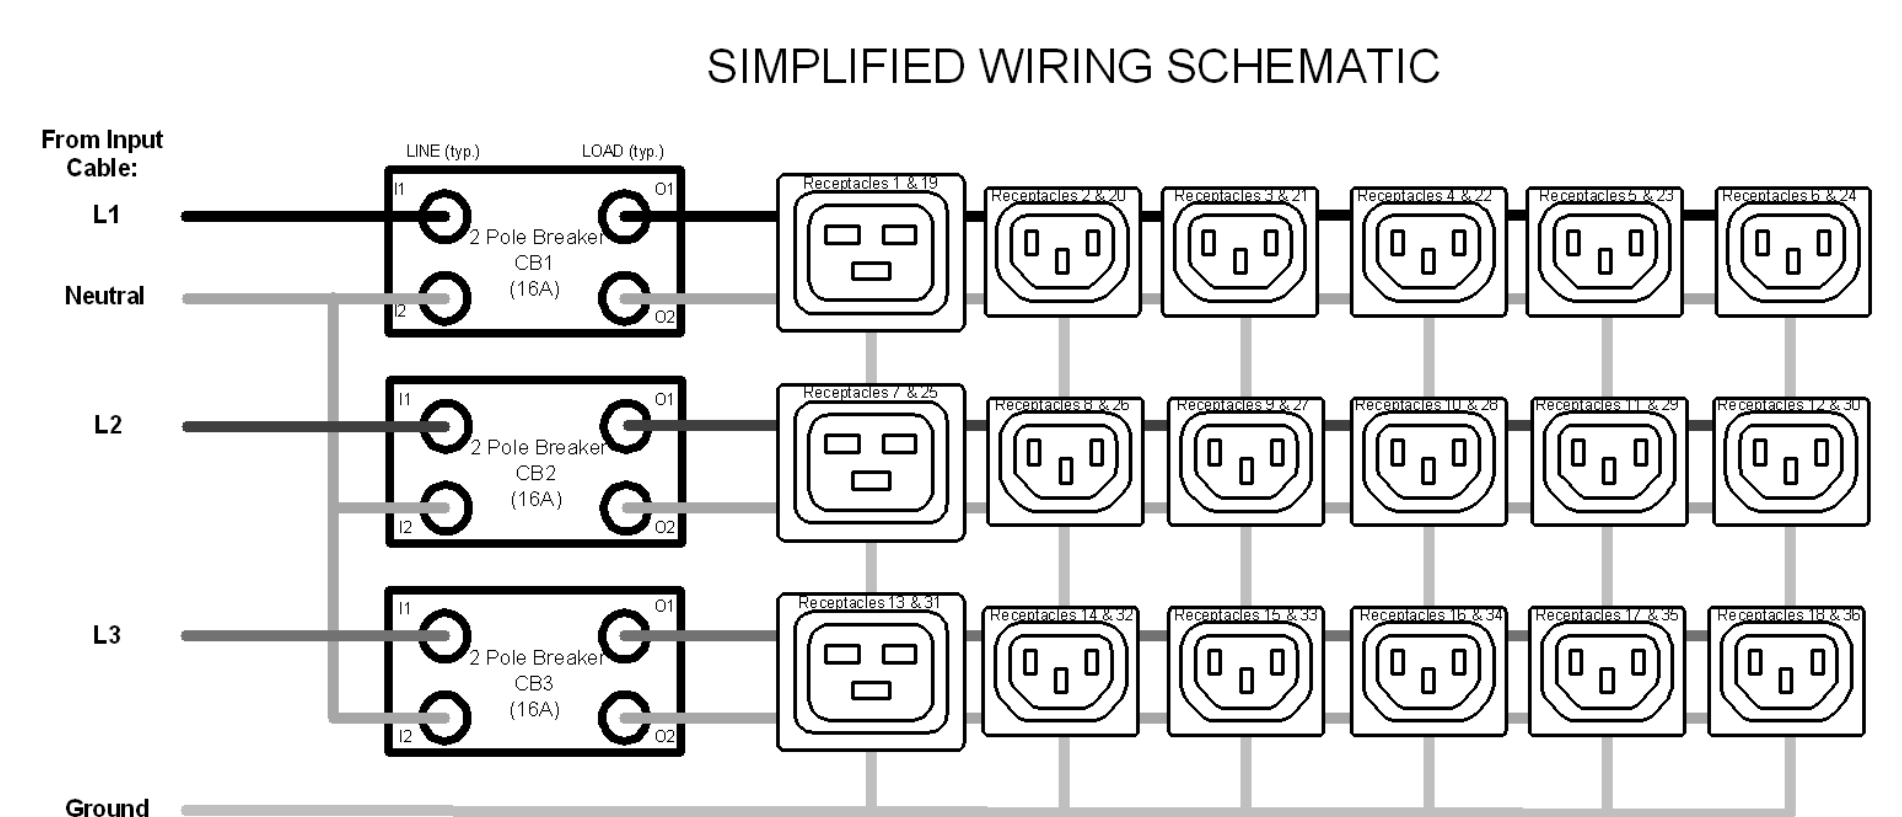 SIMPLIFIED WIRING SCHEMATIC
From Input
Cable:
LINE (typ.)
LOAD (typ.)
L1
I1
O1
2 Pole Breaker
CB1
(16A)
Neutral
I2
O2
Receptacles 1 & 19
Receptacles 2 & 20
Receptacles 3 & 21
Receptacles 4 & 22
Receptacles 5 & 23
Receptacles 6 & 24
L2
I1
O1
2 Pole Breaker
CB2
(16A)
I2
O2
Receptacles 7 & 25
Receptacles 8 & 26
Receptacles 9 & 27
Receptacles 10 & 28
Receptacles 11 & 29
Receptacles 12 & 30
L3
I1
O1
2 Pole Breaker
CB3
(16A)
I2
O2
Receptacles 13 & 31
Receptacles 14 & 32
Receptacles 15 & 33
Receptacles 16 & 34
Receptacles 17 & 35
Receptacles 18 & 36
Ground